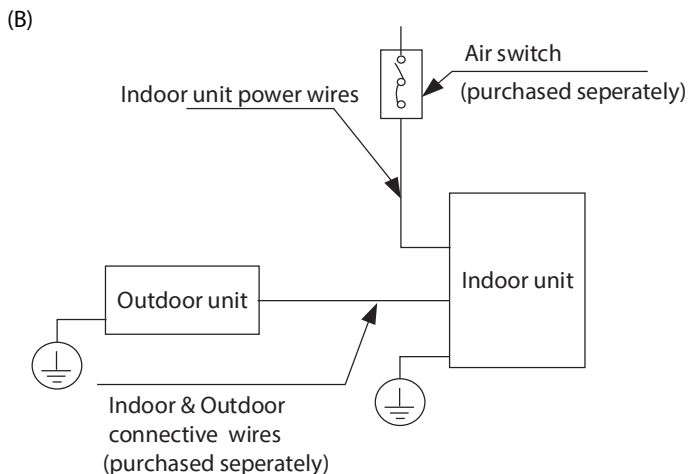 (B)
Air switch
(purchased seperately)
Indoor unit power wires
Indoor unit
Outdoor unit
Indoor & Outdoor
connective wires
(purchased seperately)